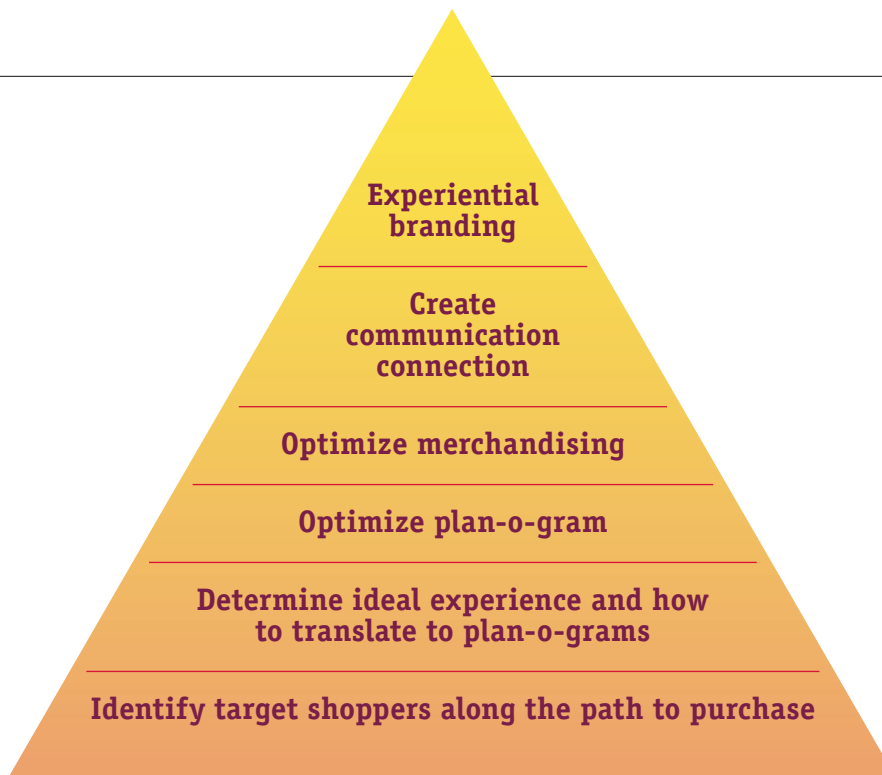 Experiential
branding
Create
communication
connection
Optimize merchandising
Optimize plan-o-gram
Determine ideal experience and how
to translate to plan-o-grams
Identify target shoppers along the path to purchase